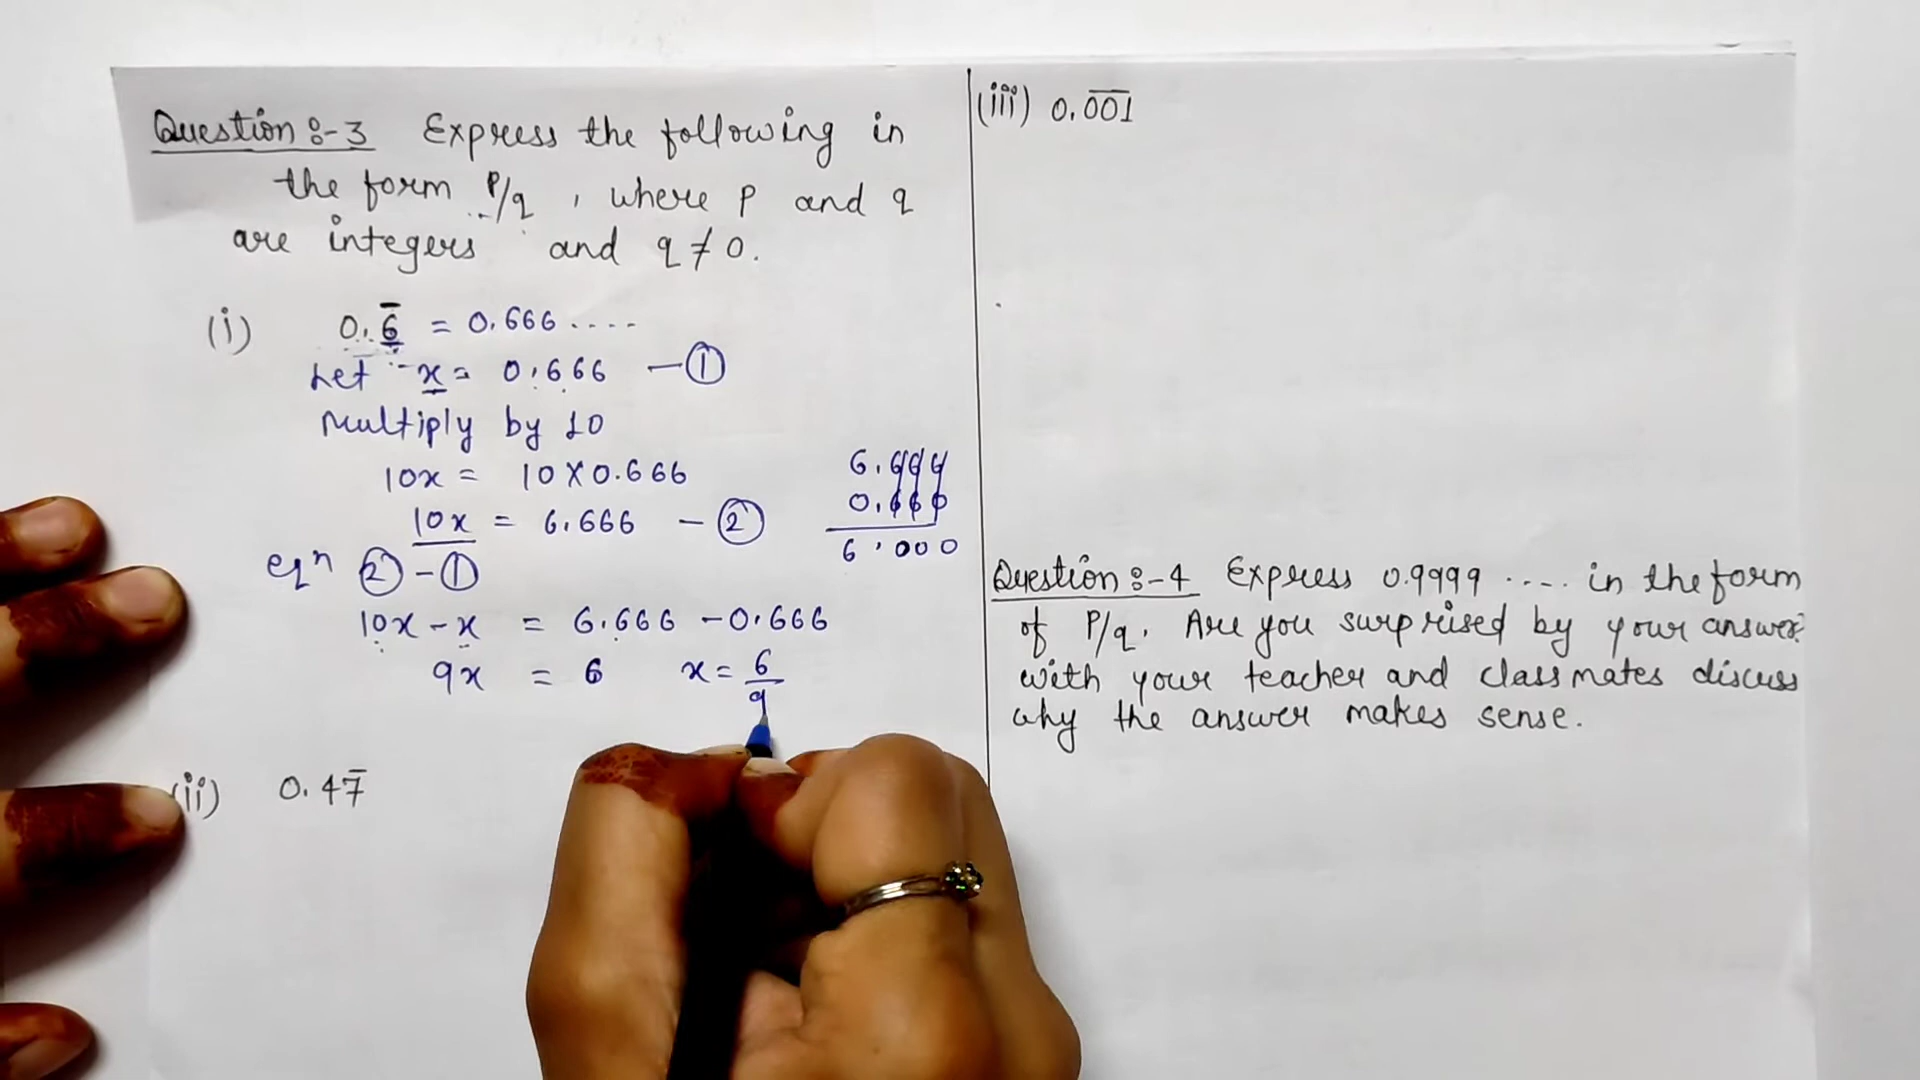 Question :-3 Express the following in
the form P/q , where p and q
are integers and q ≠ 0.
(i) 0.6̅ = 0.666 ....
Let x = 0.666 — ①
Multiply by 10
10x = 10 X 0.666
10x = 6.666 — ②
6.666
0.666
6.000
eqⁿ ② - ①
10x - x = 6.666 - 0.666
9x = 6 x = 6/9
(ii) 0.47̅
(iii) 0.0̅0̅1̅
Question :-4 Express 0.9999 ..... in the form
of P/q. Are you surprised by your answer
with your teacher and classmates discuss
why the answer makes sense.